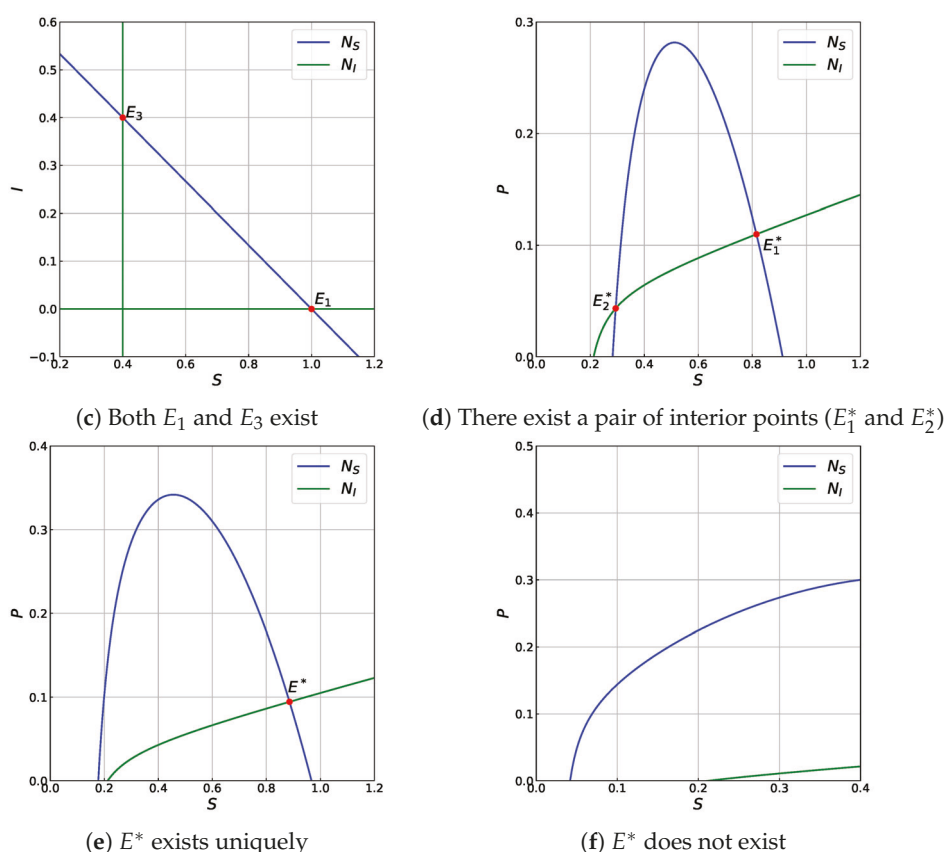 0.6
0.5
0.4
0.3
0.2
0.1
0.0
−0.1
I
N_S
N_I
E_3
E_1
0.2 0.4 0.6 0.8 1.0 1.2
S
(c) Both E_1 and E_3 exist
0.3
0.2
0.1
0.0
P
N_S
N_I
E_1^*
E_2^*
0.0 0.2 0.4 0.6 0.8 1.0 1.2
S
(d) There exist a pair of interior points (E_1^* and E_2^*)
0.4
0.3
0.2
0.1
0.0
P
N_S
N_I
E^*
0.0 0.2 0.4 0.6 0.8 1.0 1.2
S
(e) E^* exists uniquely
0.5
0.4
0.3
0.2
0.1
0.0
P
N_S
N_I
0.0 0.1 0.2 0.3 0.4
S
(f) E^* does not exist